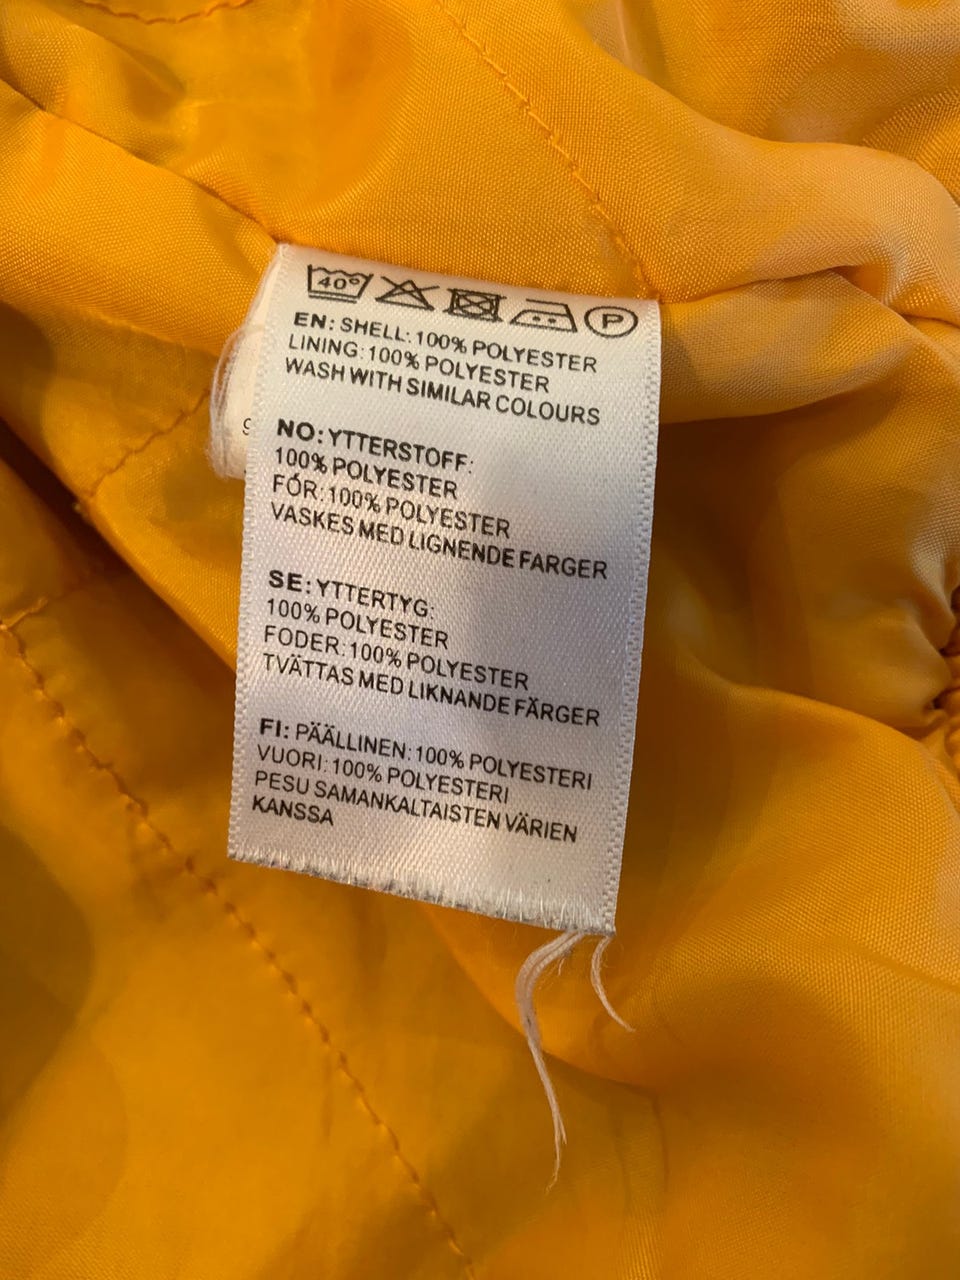 40°
P
EN: SHELL: 100% POLYESTER
LINING: 100% POLYESTER
WASH WITH SIMILAR COLOURS
NO: YTTERSTOFF:
100% POLYESTER
FÓR: 100% POLYESTER
VASKES MED LIGNENDE FARGER
SE: YTTERTYG:
100% POLYESTER
FODER: 100% POLYESTER
TVÄTTAS MED LIKNANDE FÄRGER
FI: PÄÄLLINEN: 100% POLYESTERI
VUORI: 100% POLYESTERI
PESU SAMANKALTAISTEN VÄRIEN
KANSSA